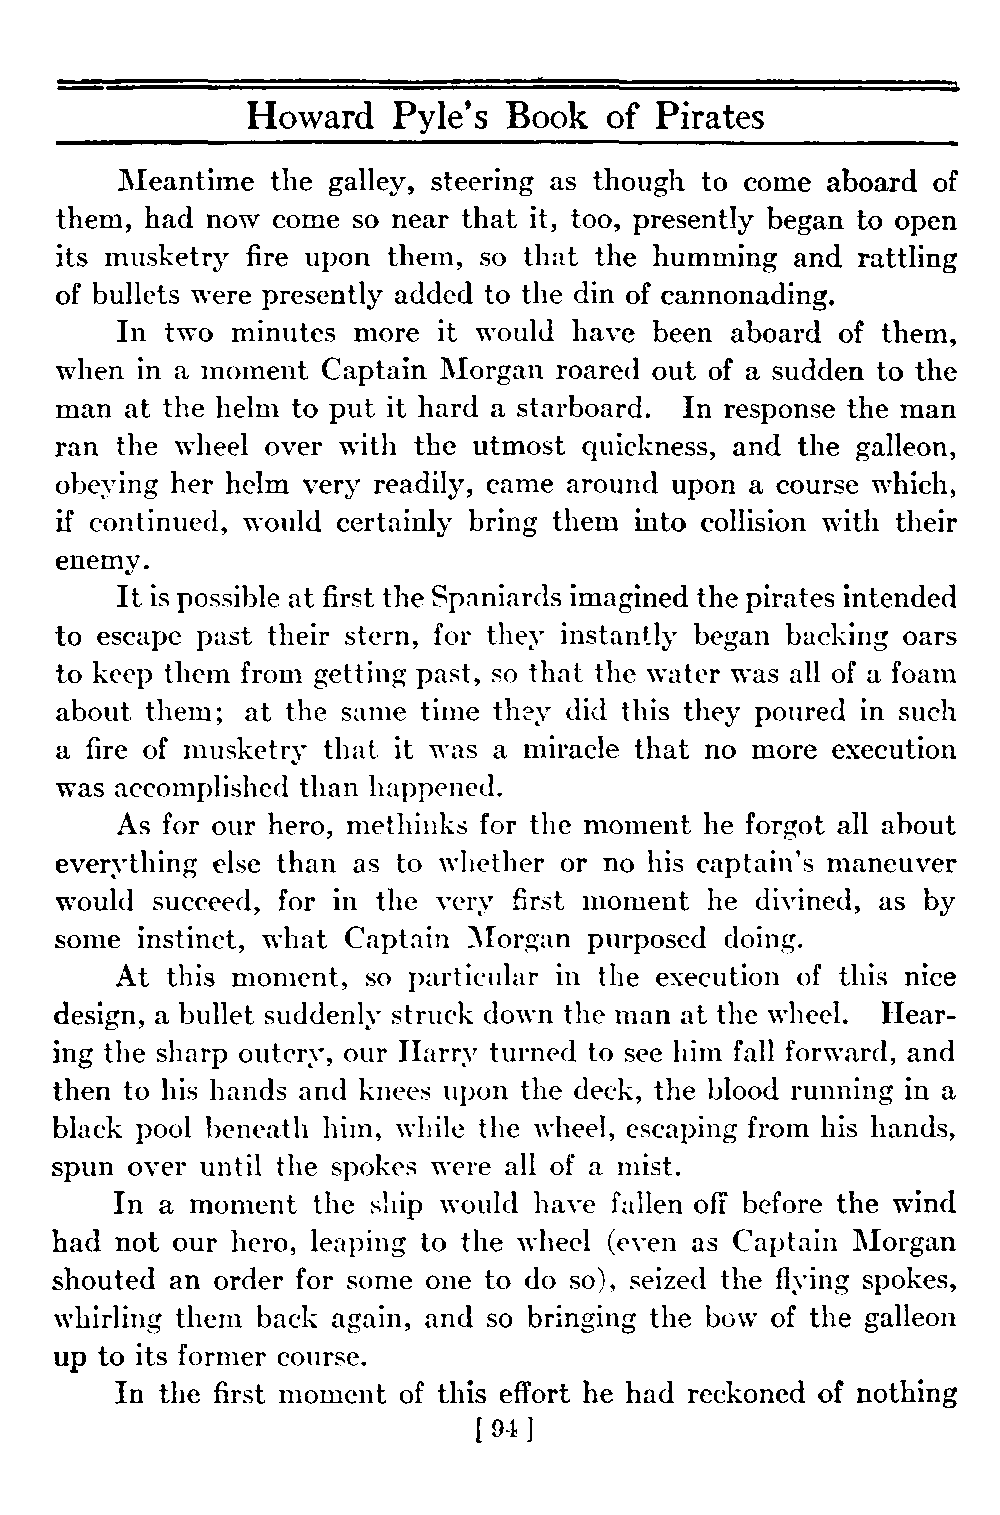 Howard Pyle's Book of Pirates
Meantime the galley, steering as though to come aboard of
them, had now come so near that it, too, presently began to open
its musketry fire upon them, so that the humming and rattling
of bullets were presently added to the din of cannonading.
In two minutes more it would have been aboard of them,
when in a moment Captain Morgan roared out of a sudden to the
man at the helm to put it hard a starboard. In response the man
ran the wheel over with the utmost quickness, and the galleon,
obeying her helm very readily, came around upon a course which,
if continued, would certainly bring them into collision with their
enemy.
It is possible at first the Spaniards imagined the pirates intended
to escape past their stern, for they instantly began backing oars
to keep them from getting past, so that the water was all of a foam
about them; at the same time they did this they poured in such
a fire of musketry that it was a miracle that no more execution
was accomplished than happened.
As for our hero, methinks for the moment he forgot all about
everything else than as to whether or no his captain's maneuver
would succeed, for in the very first moment he divined, as by
some instinct, what Captain Morgan purposed doing.
At this moment, so particular in the execution of this nice
design, a bullet suddenly struck down the man at the wheel. Hear-
ing the sharp outcry, our Harry turned to see him fall forward, and
then to his hands and knees upon the deck, the blood running in a
black pool beneath him, while the wheel, escaping from his hands,
spun over until the spokes were all of a mist.
In a moment the ship would have fallen off before the wind
had not our hero, leaping to the wheel (even as Captain Morgan
shouted an order for some one to do so), seized the flying spokes,
whirling them back again, and so bringing the bow of the galleon
up to its former course.
In the first moment of this effort he had reckoned of nothing
[ 94 ]